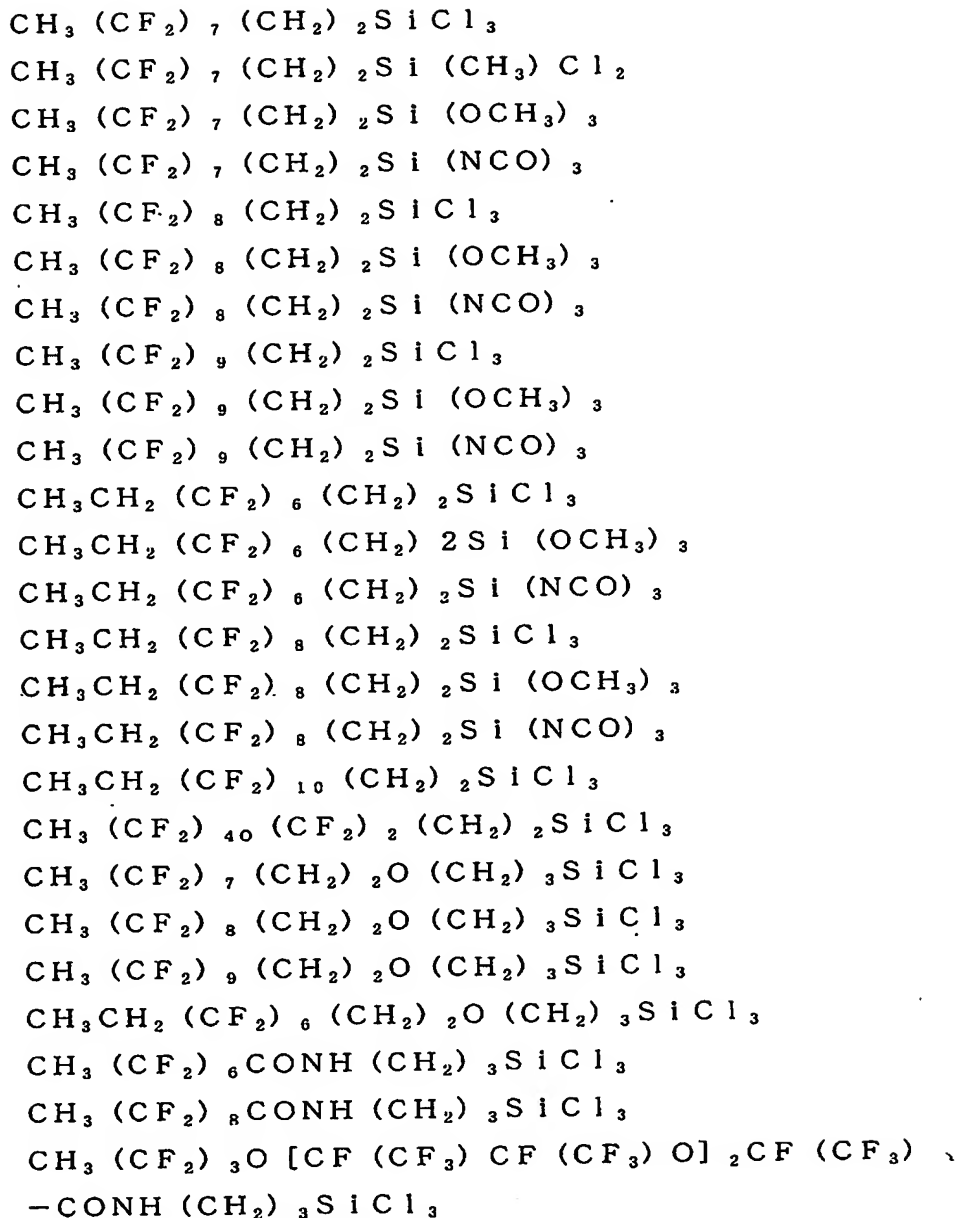 CH₃ (CF₂) ₇ (CH₂) ₂SiCl₃
CH₃ (CF₂) ₇ (CH₂) ₂Si (CH₃) Cl₂
CH₃ (CF₂) ₇ (CH₂) ₂Si (OCH₃) ₃
CH₃ (CF₂) ₇ (CH₂) ₂Si (NCO) ₃
CH₃ (CF₂) ₈ (CH₂) ₂SiCl₃
CH₃ (CF₂) ₈ (CH₂) ₂Si (OCH₃) ₃
CH₃ (CF₂) ₈ (CH₂) ₂Si (NCO) ₃
CH₃ (CF₂) ₉ (CH₂) ₂SiCl₃
CH₃ (CF₂) ₉ (CH₂) ₂Si (OCH₃) ₃
CH₃ (CF₂) ₉ (CH₂) ₂Si (NCO) ₃
CH₃CH₂ (CF₂) ₆ (CH₂) ₂SiCl₃
CH₃CH₂ (CF₂) ₆ (CH₂) 2Si (OCH₃) ₃
CH₃CH₂ (CF₂) ₆ (CH₂) ₂Si (NCO) ₃
CH₃CH₂ (CF₂) ₈ (CH₂) ₂SiCl₃
CH₃CH₂ (CF₂) ₈ (CH₂) ₂Si (OCH₃) ₃
CH₃CH₂ (CF₂) ₈ (CH₂) ₂Si (NCO) ₃
CH₃CH₂ (CF₂) ₁₀ (CH₂) ₂SiCl₃
CH₃ (CF₂) ₄₀ (CF₂) ₂ (CH₂) ₂SiCl₃
CH₃ (CF₂) ₇ (CH₂) ₂O (CH₂) ₃SiCl₃
CH₃ (CF₂) ₈ (CH₂) ₂O (CH₂) ₃SiCl₃
CH₃ (CF₂) ₉ (CH₂) ₂O (CH₂) ₃SiCl₃
CH₃CH₂ (CF₂) ₆ (CH₂) ₂O (CH₂) ₃SiCl₃
CH₃ (CF₂) ₆CONH (CH₂) ₃SiCl₃
CH₃ (CF₂) ₈CONH (CH₂) ₃SiCl₃
CH₃ (CF₂) ₃O [CF (CF₃) CF (CF₃) O] ₂CF (CF₃) 、
−CONH (CH₂) ₃SiCl₃